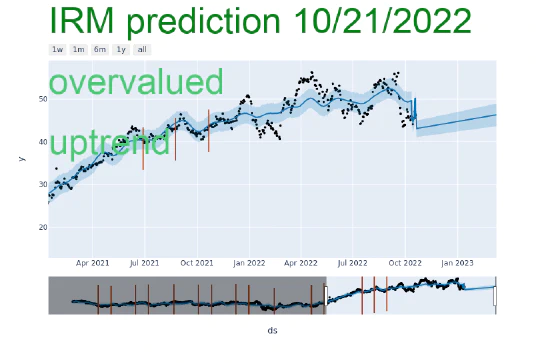 IRM prediction 10/21/2022
1w 1m 6m 1y all
overvalued
50
uptrend
40
y
30
20
Apr 2021 Jul 2021 Oct 2021 Jan 2022 Apr 2022 Jul 2022 Oct 2022 Jan 2023
ds